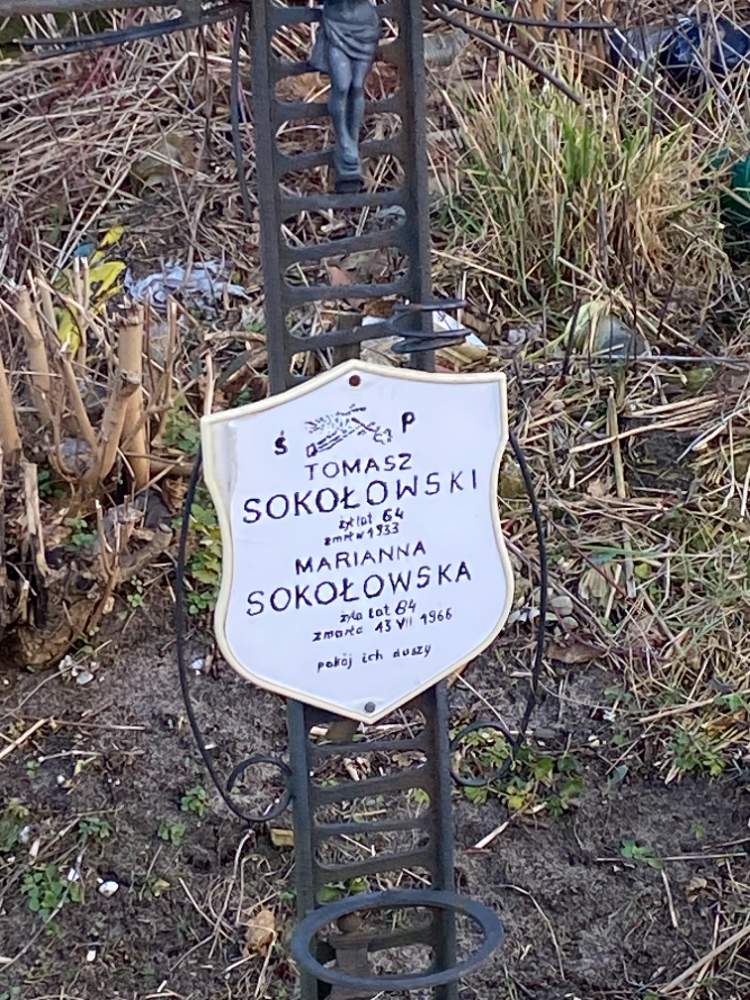 Ś P
TOMASZ
SOKOŁOWSKI
żył lat 64
zm w 1933
MARIANNA
SOKOŁOWSKA
żyła lat 84
zmarła 13 VII 1966
pokój ich duszy